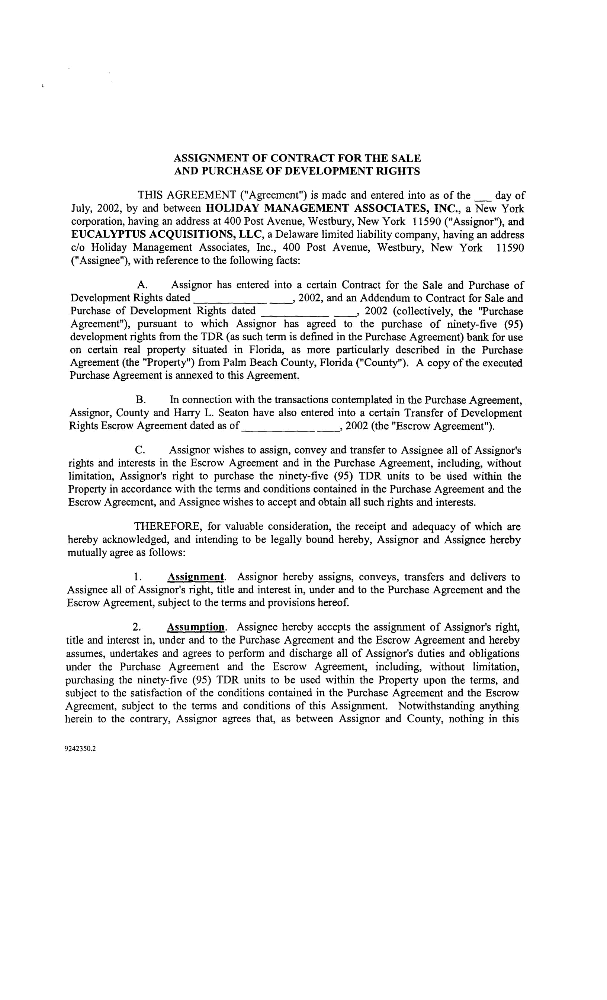 ASSIGNMENT OF CONTRACT FOR THE SALE
AND PURCHASE OF DEVELOPMENT RIGHTS
THIS AGREEMENT ("Agreement") is made and entered into as of the ___ day of
July, 2002, by and between HOLIDAY MANAGEMENT ASSOCIATES, INC., a New York
corporation, having an address at 400 Post Avenue, Westbury, New York 11590 ("Assignor"), and
EUCALYPTUS ACQUISITIONS, LLC, a Delaware limited liability company, having an address
c/o Holiday Management Associates, Inc., 400 Post Avenue, Westbury, New York 11590
("Assignee"), with reference to the following facts:
A. Assignor has entered into a certain Contract for the Sale and Purchase of
Development Rights dated _____________ ____, 2002, and an Addendum to Contract for Sale and
Purchase of Development Rights dated ____________ ____, 2002 (collectively, the "Purchase
Agreement"), pursuant to which Assignor has agreed to the purchase of ninety-five (95)
development rights from the TDR (as such term is defined in the Purchase Agreement) bank for use
on certain real property situated in Florida, as more particularly described in the Purchase
Agreement (the "Property") from Palm Beach County, Florida ("County"). A copy of the executed
Purchase Agreement is annexed to this Agreement.
B. In connection with the transactions contemplated in the Purchase Agreement,
Assignor, County and Harry L. Seaton have also entered into a certain Transfer of Development
Rights Escrow Agreement dated as of _____________ ____, 2002 (the "Escrow Agreement").
C. Assignor wishes to assign, convey and transfer to Assignee all of Assignor's
rights and interests in the Escrow Agreement and in the Purchase Agreement, including, without
limitation, Assignor's right to purchase the ninety-five (95) TDR units to be used within the
Property in accordance with the terms and conditions contained in the Purchase Agreement and the
Escrow Agreement, and Assignee wishes to accept and obtain all such rights and interests.
THEREFORE, for valuable consideration, the receipt and adequacy of which are
hereby acknowledged, and intending to be legally bound hereby, Assignor and Assignee hereby
mutually agree as follows:
1. Assignment. Assignor hereby assigns, conveys, transfers and delivers to
Assignee all of Assignor's right, title and interest in, under and to the Purchase Agreement and the
Escrow Agreement, subject to the terms and provisions hereof.
2. Assumption. Assignee hereby accepts the assignment of Assignor's right,
title and interest in, under and to the Purchase Agreement and the Escrow Agreement and hereby
assumes, undertakes and agrees to perform and discharge all of Assignor's duties and obligations
under the Purchase Agreement and the Escrow Agreement, including, without limitation,
purchasing the ninety-five (95) TDR units to be used within the Property upon the terms, and
subject to the satisfaction of the conditions contained in the Purchase Agreement and the Escrow
Agreement, subject to the terms and conditions of this Assignment. Notwithstanding anything
herein to the contrary, Assignor agrees that, as between Assignor and County, nothing in this
9242350.2